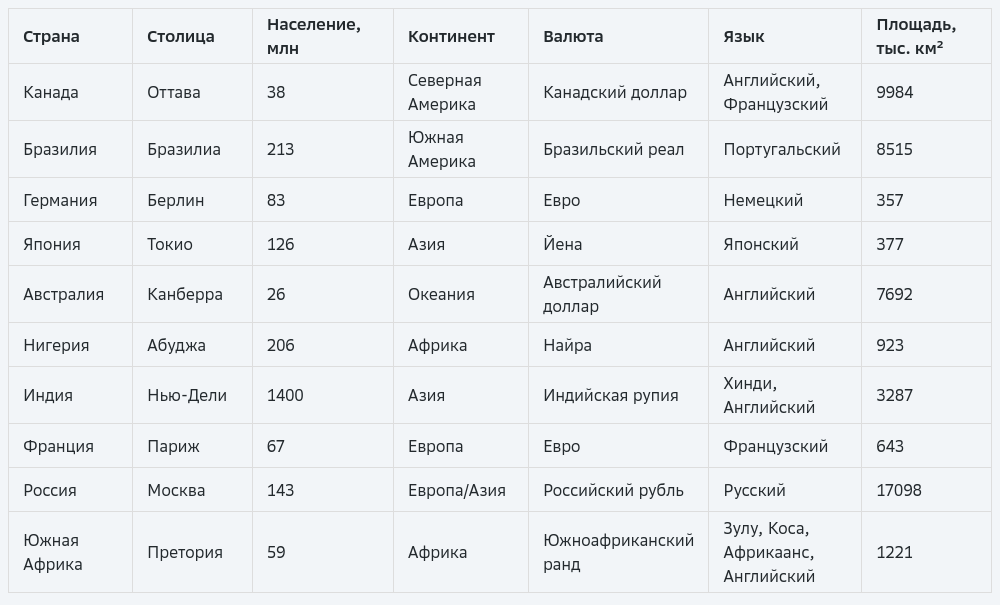 Страна Столица Население, млн Континент Валюта Язык Площадь, тыс. км²
Канада Оттава 38 Северная Америка Канадский доллар Английский, Французский 9984
Бразилия Бразилиа 213 Южная Америка Бразильский реал Португальский 8515
Германия Берлин 83 Европа Евро Немецкий 357
Япония Токио 126 Азия Йена Японский 377
Австралия Канберра 26 Океания Австралийский доллар Английский 7692
Нигерия Абуджа 206 Африка Найра Английский 923
Индия Нью-Дели 1400 Азия Индийская рупия Хинди, Английский 3287
Франция Париж 67 Европа Евро Французский 643
Россия Москва 143 Европа/Азия Российский рубль Русский 17098
Южная Африка Претория 59 Африка Южноафриканский ранд Зулу, Коса, Африкаанс, Английский 1221